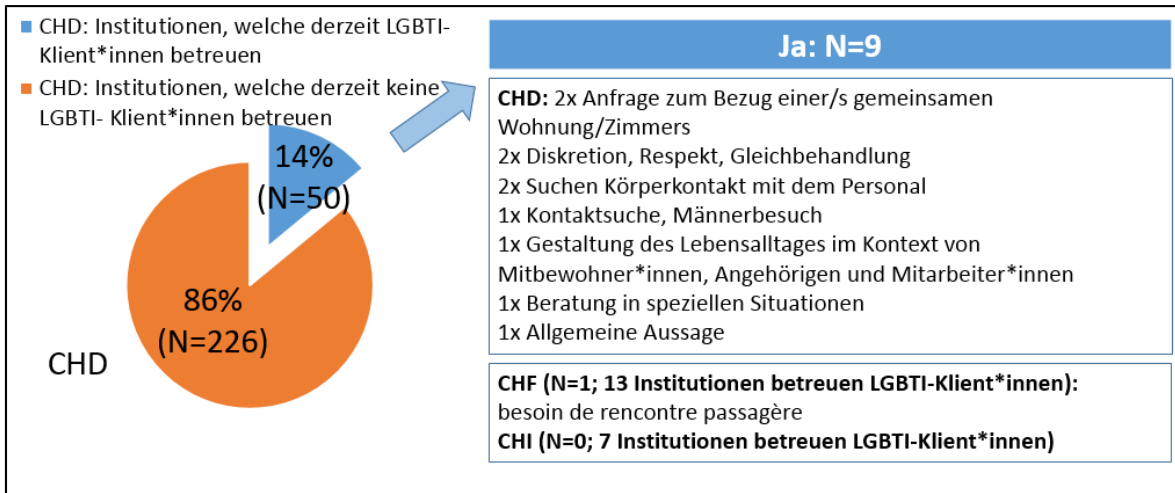 CHD: Institutionen, welche derzeit LGBTI-
Klient*innen betreuen
CHD: Institutionen, welche derzeit keine
LGBTI- Klient*innen betreuen
14%
(N=50)
86%
(N=226)
CHD
Ja: N=9
CHD: 2x Anfrage zum Bezug einer/s gemeinsamen
Wohnung/Zimmers
2x Diskretion, Respekt, Gleichbehandlung
2x Suchen Körperkontakt mit dem Personal
1x Kontaktsuche, Männerbesuch
1x Gestaltung des Lebensalltages im Kontext von
Mitbewohner*innen, Angehörigen und Mitarbeiter*innen
1x Beratung in speziellen Situationen
1x Allgemeine Aussage
CHF (N=1; 13 Institutionen betreuen LGBTI-Klient*innen):
besoin de rencontre passagère
CHI (N=0; 7 Institutionen betreuen LGBTI-Klient*innen)